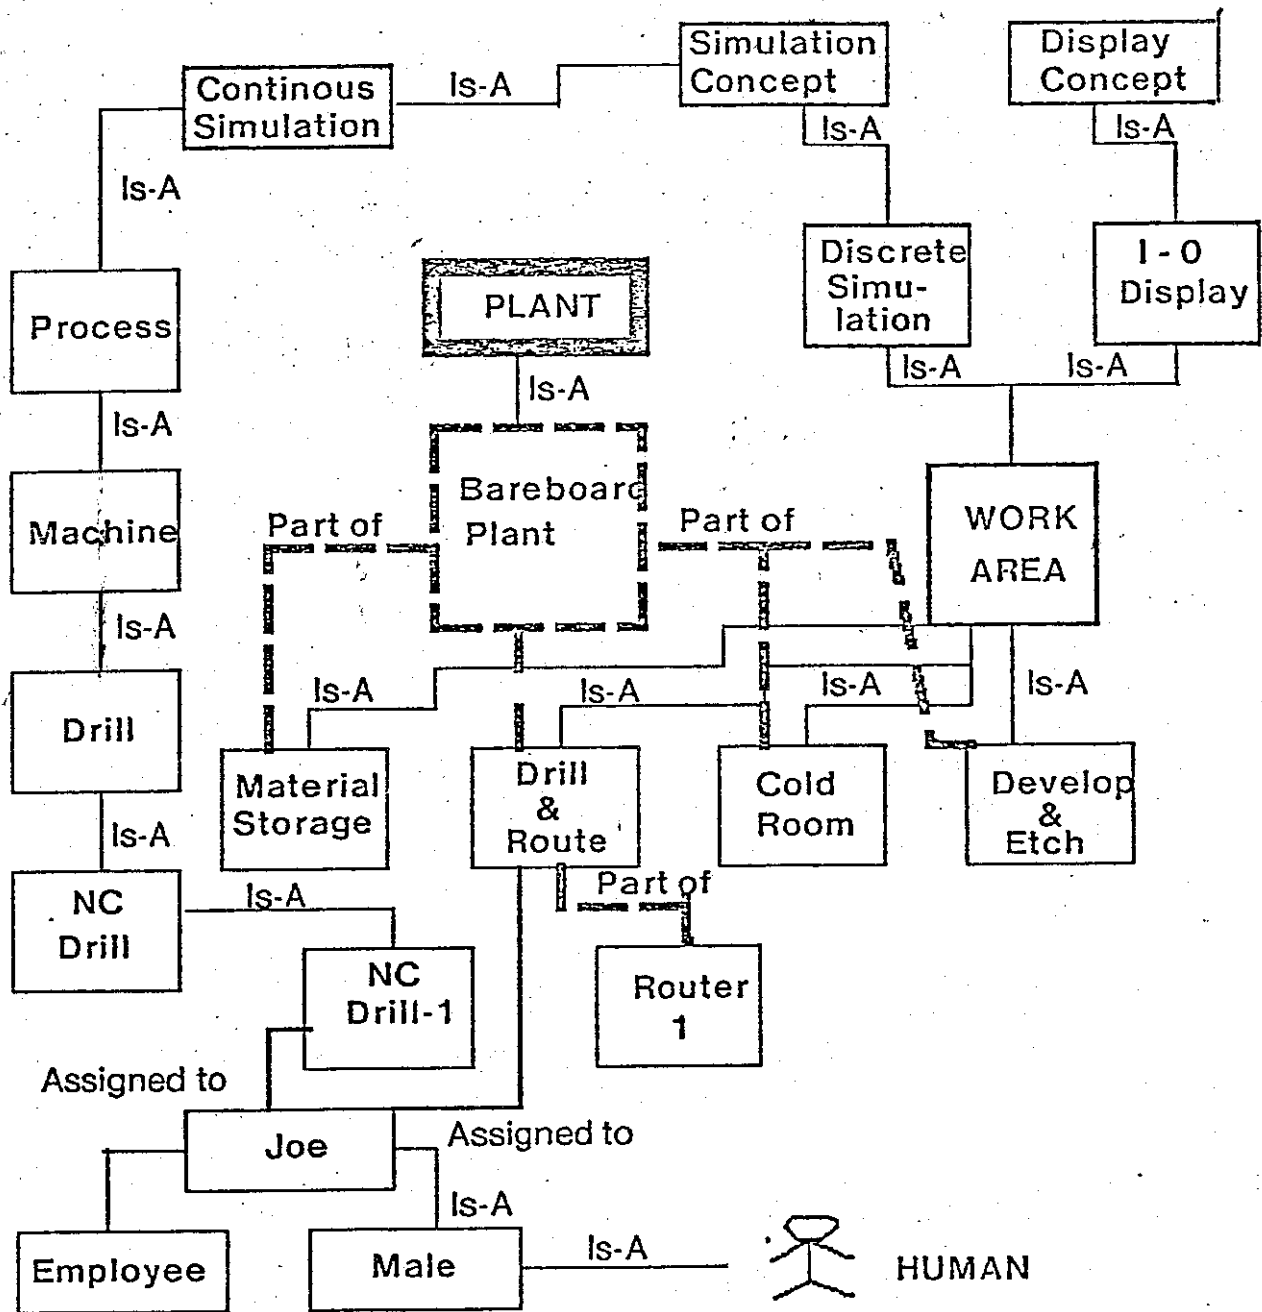 Simulation
Concept
Display
Concept
Continous
Simulation
Is-A
Is-A
Is-A
Is-A
Discrete
Simu-
lation
1-0
Display
PLANT
Process
Is-A
Is-A
Is-A
Is-A
Bareboard
Plant
Part of
Part of
WORK
AREA
Machine
Is-A
Is-A
Is-A
Is-A
Is-A
Drill
Material
Storage
Drill
&
Route
Cold
Room
Develop
&
Etch
Is-A
Is-A
Part of
NC
Drill
NC
Drill-1
Router
1
Assigned to
Joe
Assigned to
Is-A
Employee
Male
Is-A
HUMAN